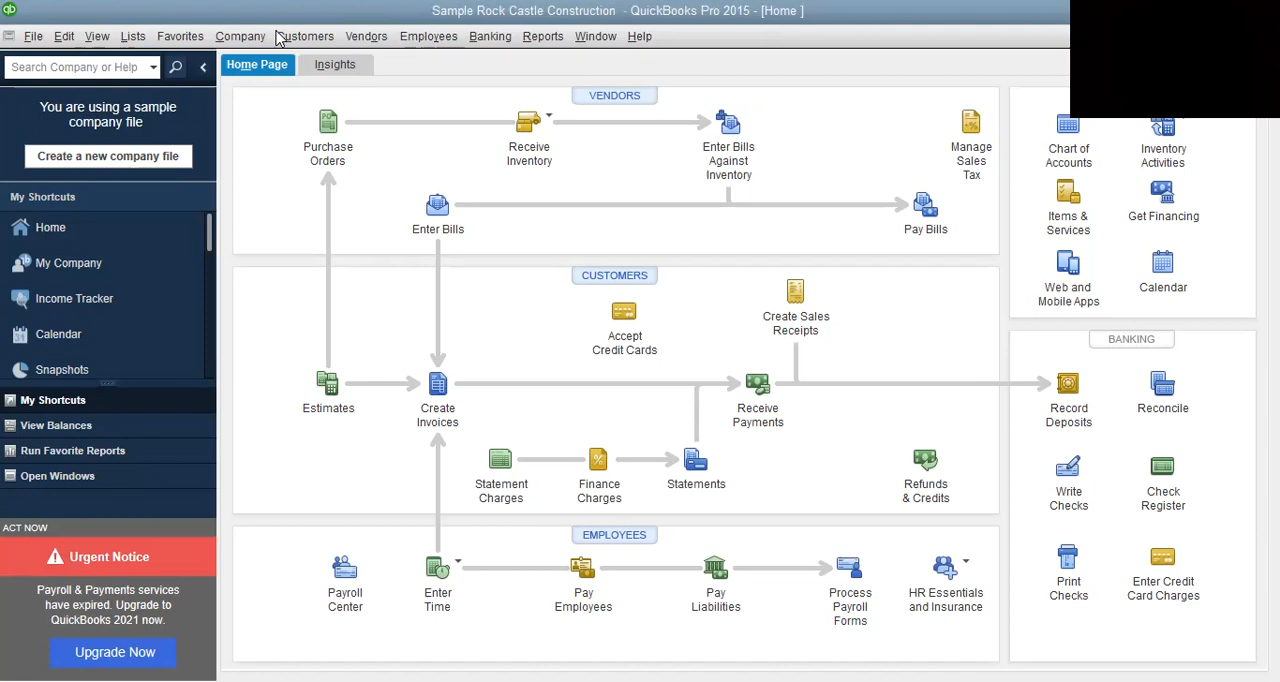 Sample Rock Castle Construction - QuickBooks Pro 2015 - [Home ]
File Edit View Lists Favorites Company Customers Vendors Employees Banking Reports Window Help
Search Company or Help
Home Page Insights
You are using a sample
company file
Create a new company file
My Shortcuts
Home
My Company
Income Tracker
Calendar
Snapshots
My Shortcuts
View Balances
Run Favorite Reports
Open Windows
ACT NOW
Urgent Notice
Payroll & Payments services
have expired. Upgrade to
QuickBooks 2021 now.
Upgrade Now
VENDORS
Purchase
Orders
Receive
Inventory
Enter Bills
Against
Inventory
Manage
Sales
Tax
Enter Bills
Pay Bills
CUSTOMERS
Accept
Credit Cards
Create Sales
Receipts
Estimates
Create
Invoices
Receive
Payments
Statement
Charges
Finance
Charges
Statements
Refunds
& Credits
EMPLOYEES
Payroll
Center
Enter
Time
Pay
Employees
Pay
Liabilities
Process
Payroll
Forms
HR Essentials
and Insurance
Chart of
Accounts
Inventory
Activities
Items &
Services
Get Financing
Web and
Mobile Apps
Calendar
BANKING
Record
Deposits
Reconcile
Write
Checks
Check
Register
Print
Checks
Enter Credit
Card Charges